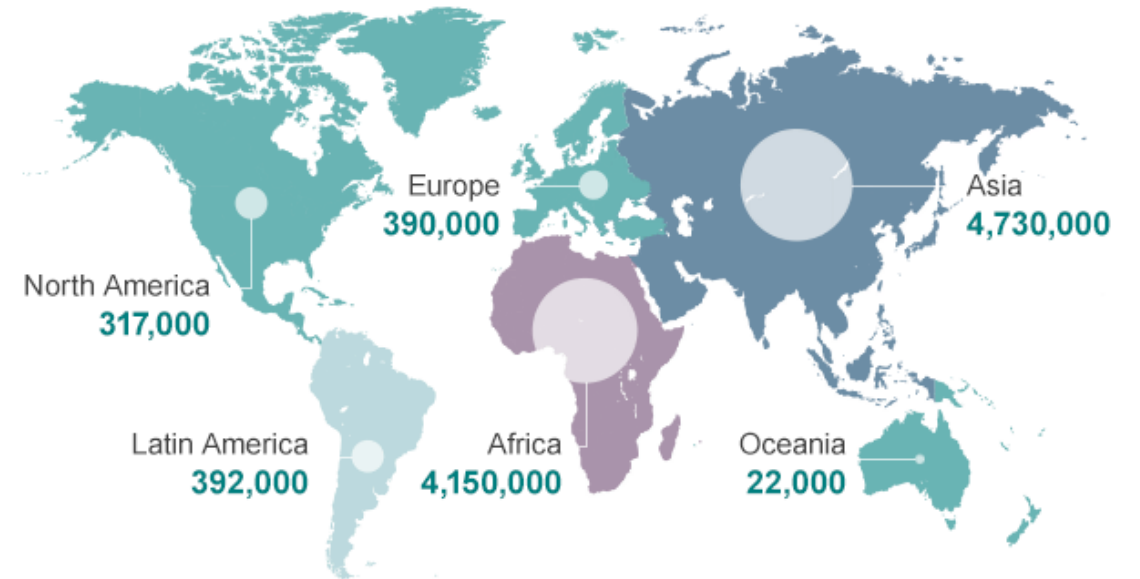 Europe
390,000
Asia
4,730,000
North America
317,000
Latin America
392,000
Africa
4,150,000
Oceania
22,000